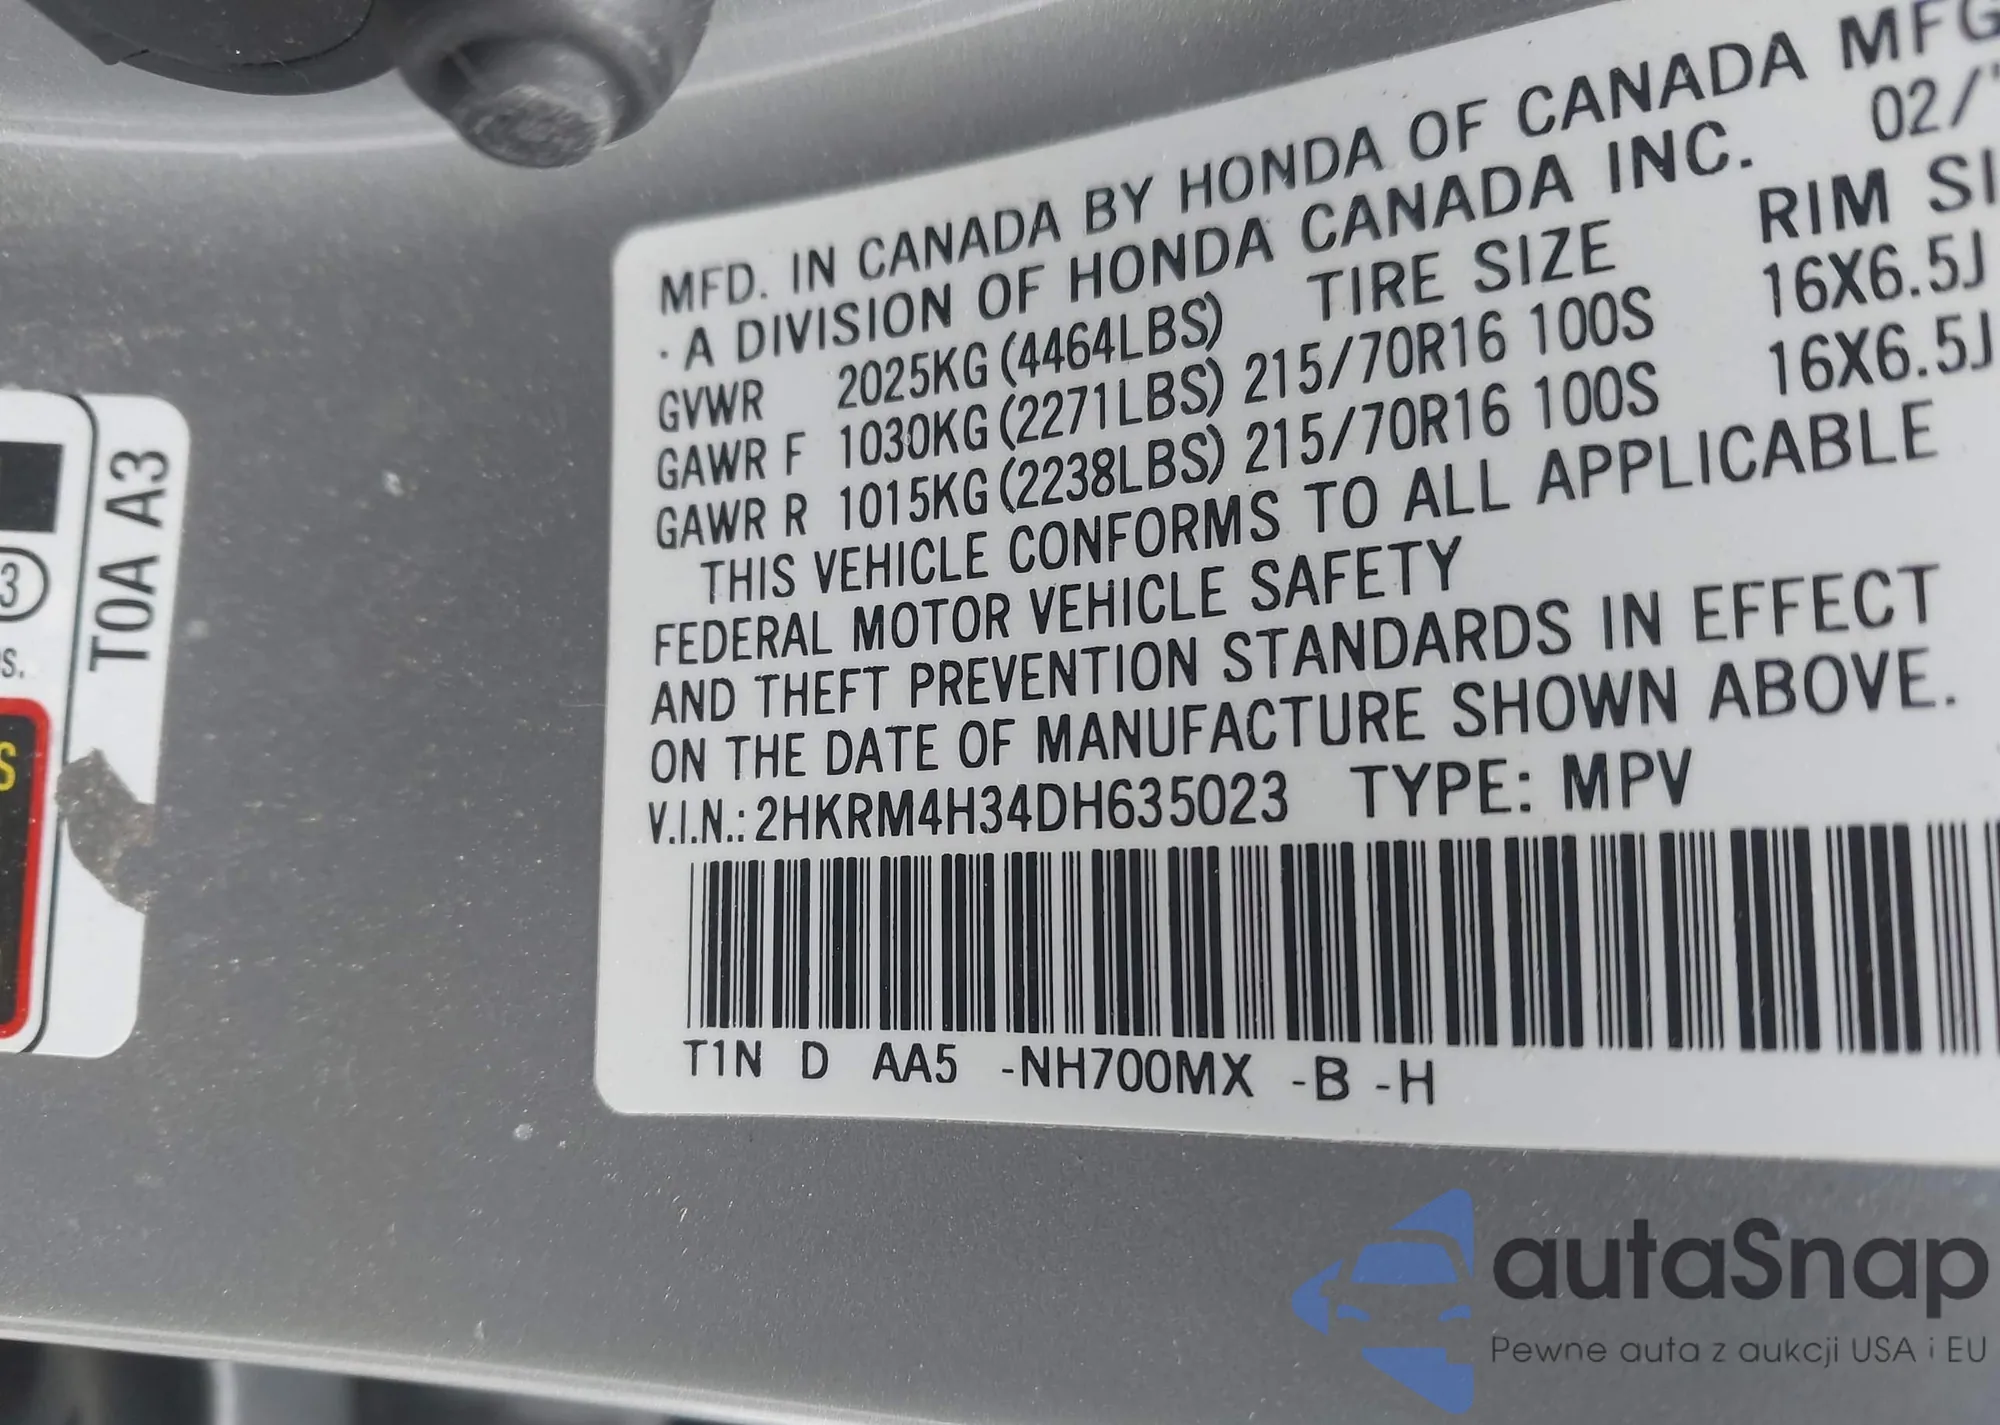 MFD. IN CANADA BY HONDA OF CANADA MFG
· A DIVISION OF HONDA CANADA INC. 02/
TIRE SIZE RIM SI
GVWR 2025KG (4464LBS)
GAWR F 1030KG (2271LBS) 215/70R16 100S 16X6.5J
GAWR R 1015KG (2238LBS) 215/70R16 100S 16X6.5J
THIS VEHICLE CONFORMS TO ALL APPLICABLE
FEDERAL MOTOR VEHICLE SAFETY
AND THEFT PREVENTION STANDARDS IN EFFECT
ON THE DATE OF MANUFACTURE SHOWN ABOVE.
V.I.N.: 2HKRM4H34DH635023 TYPE: MPV
T1N D AA5 -NH700MX -B -H
T0A A3
3
S.
S
autaSnap
Pewne auta z aukcji USA i EU